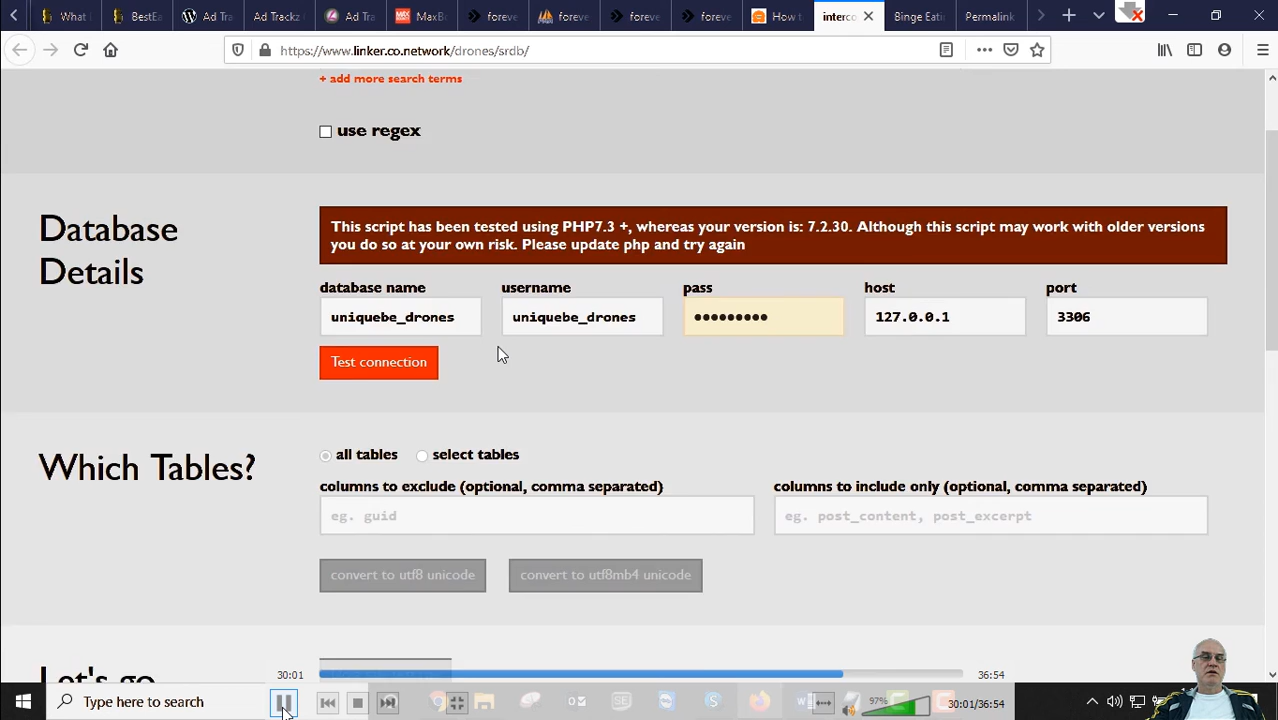 What I
BestEa
Ad Tra
Ad Trackz
Ad Tra
MaxB
foreve
foreve
foreve
foreve
How t
interco
Binge Eati
Permalink
https://www.linker.co.network/drones/srdb/
+ add more search terms
use regex
Database
Details
This script has been tested using PHP7.3 +, whereas your version is: 7.2.30. Although this script may work with older versions
you do so at your own risk. Please update php and try again
database name username pass host port
uniquebe_drones uniquebe_drones ••••••••• 127.0.0.1 3306
Test connection
Which Tables?
all tables select tables
columns to exclude (optional, comma separated) columns to include only (optional, comma separated)
eg. guid eg. post_content, post_excerpt
convert to utf8 unicode convert to utf8mb4 unicode
Let's go
30:01 36:54
Type here to search
97%
30:01/36:54